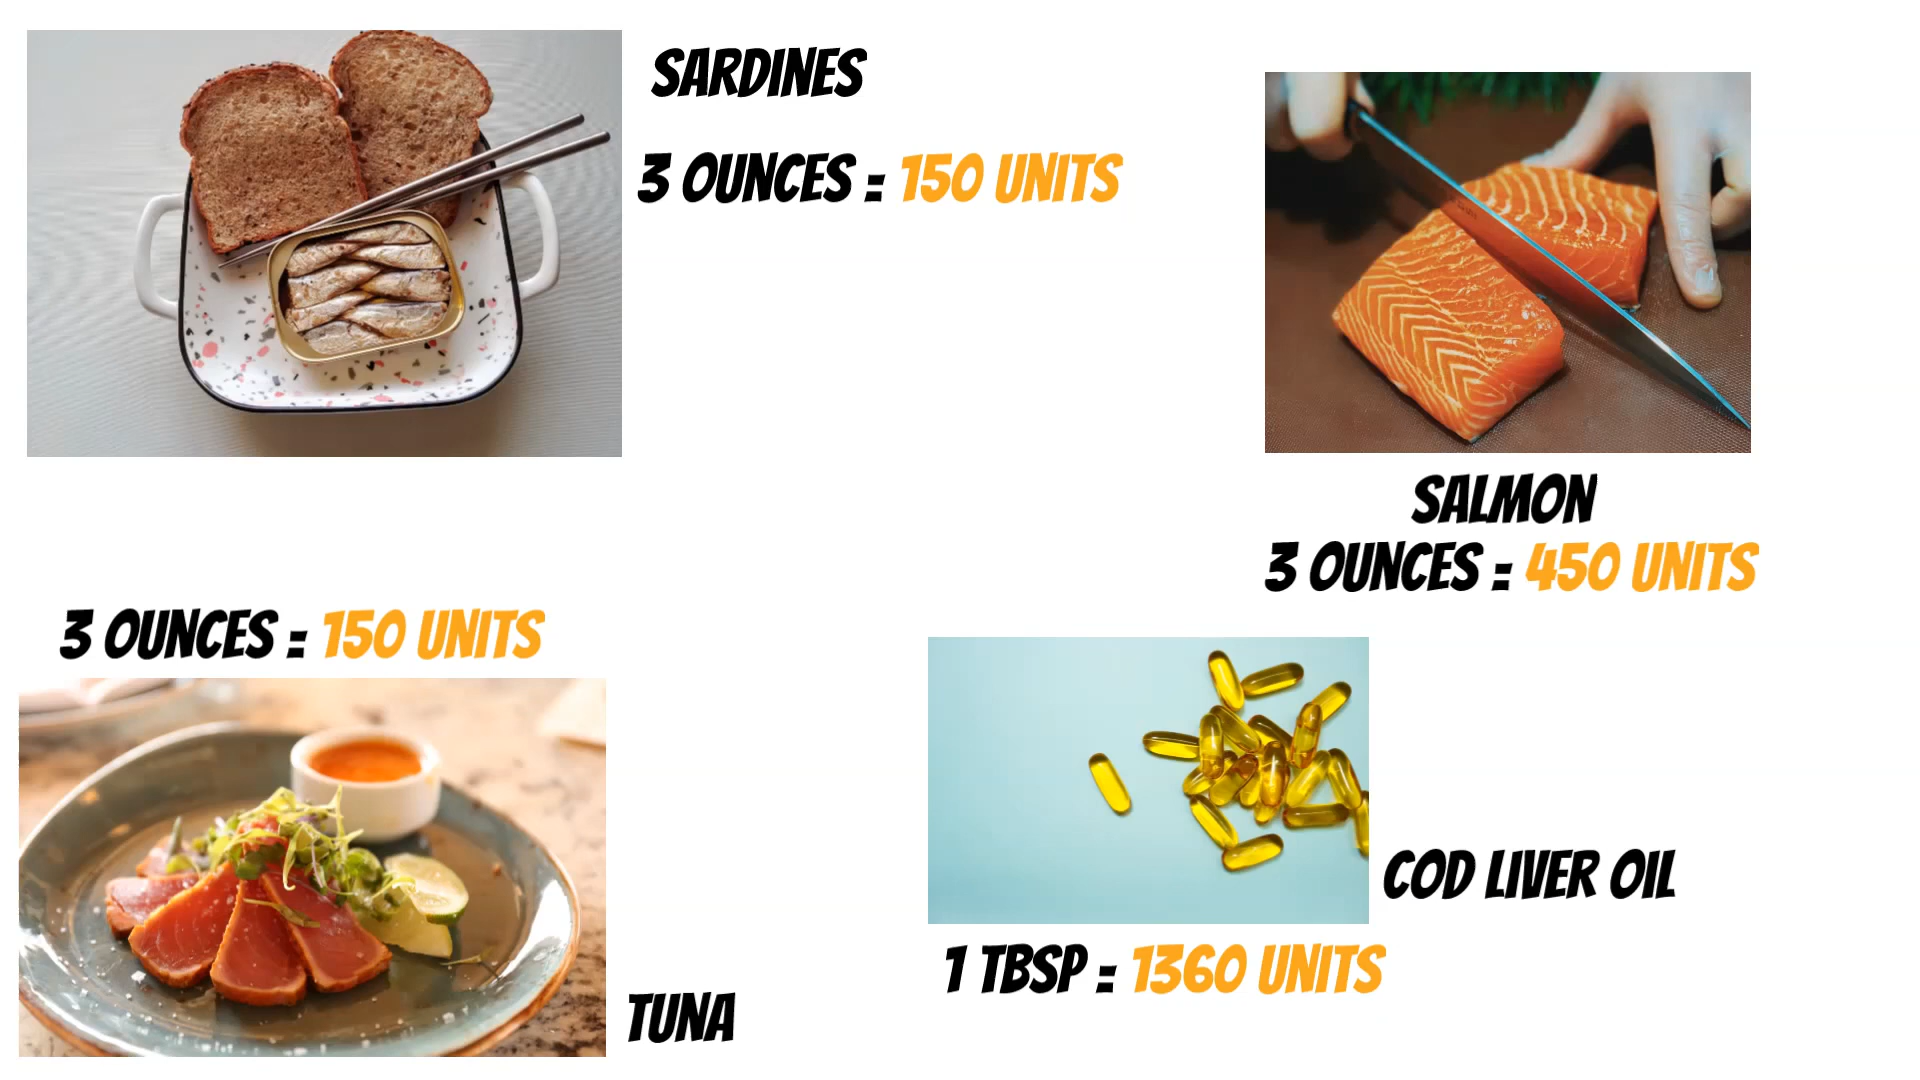 SARDINES
3 OUNCES = 150 UNITS
SALMON
3 OUNCES = 450 UNITS
3 OUNCES = 150 UNITS
TUNA
COD LIVER OIL
1 TBSP = 1360 UNITS